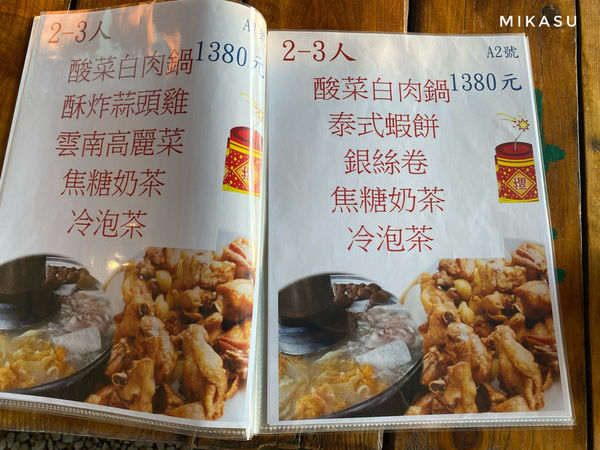 MIKASU
2-3人
A1號
酸菜白肉鍋 1380元
酥炸蒜頭雞
雲南高麗菜
焦糖奶茶
冷泡茶
2-3人
A2號
酸菜白肉鍋 1380元
泰式蝦餅
銀絲卷
焦糖奶茶
冷泡茶